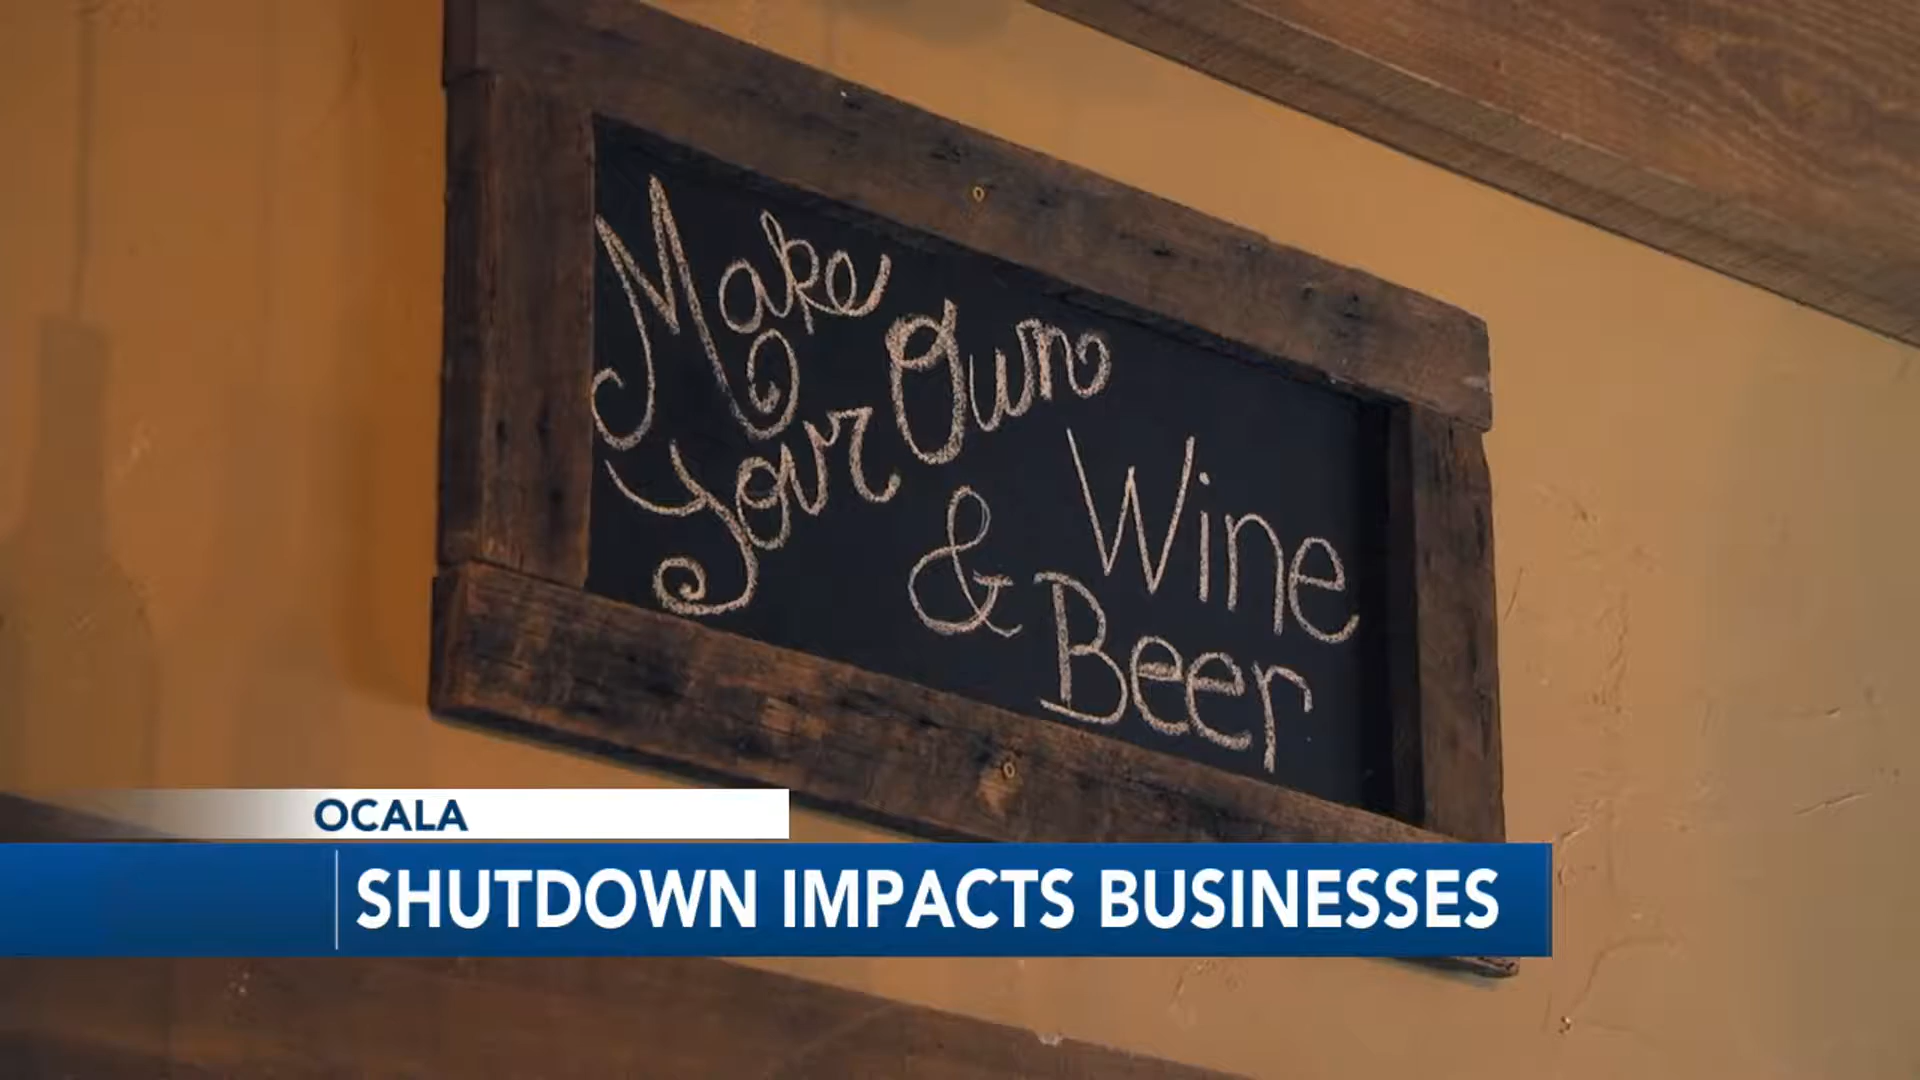 Make
Your Own
Wine
& Beer
OCALA
SHUTDOWN IMPACTS BUSINESSES